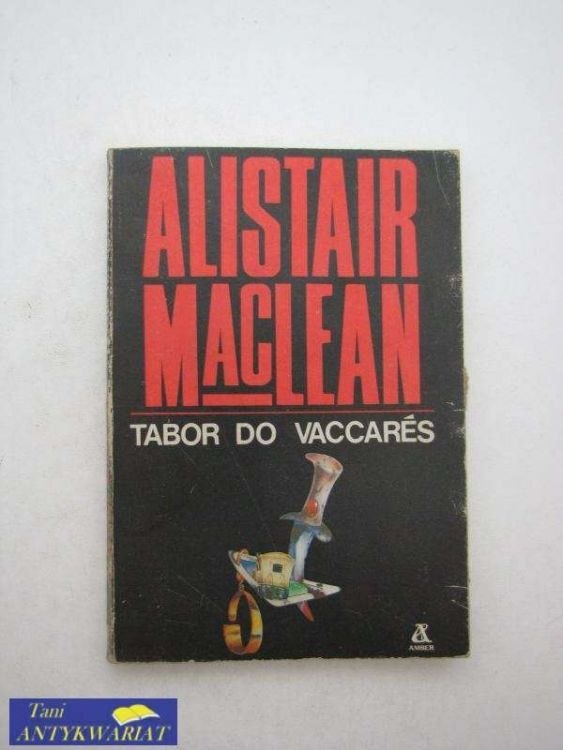 ALISTAIR
MACLEAN
TABOR DO VACCARÉS
AMBER
Tani
ANTYKWARIAT